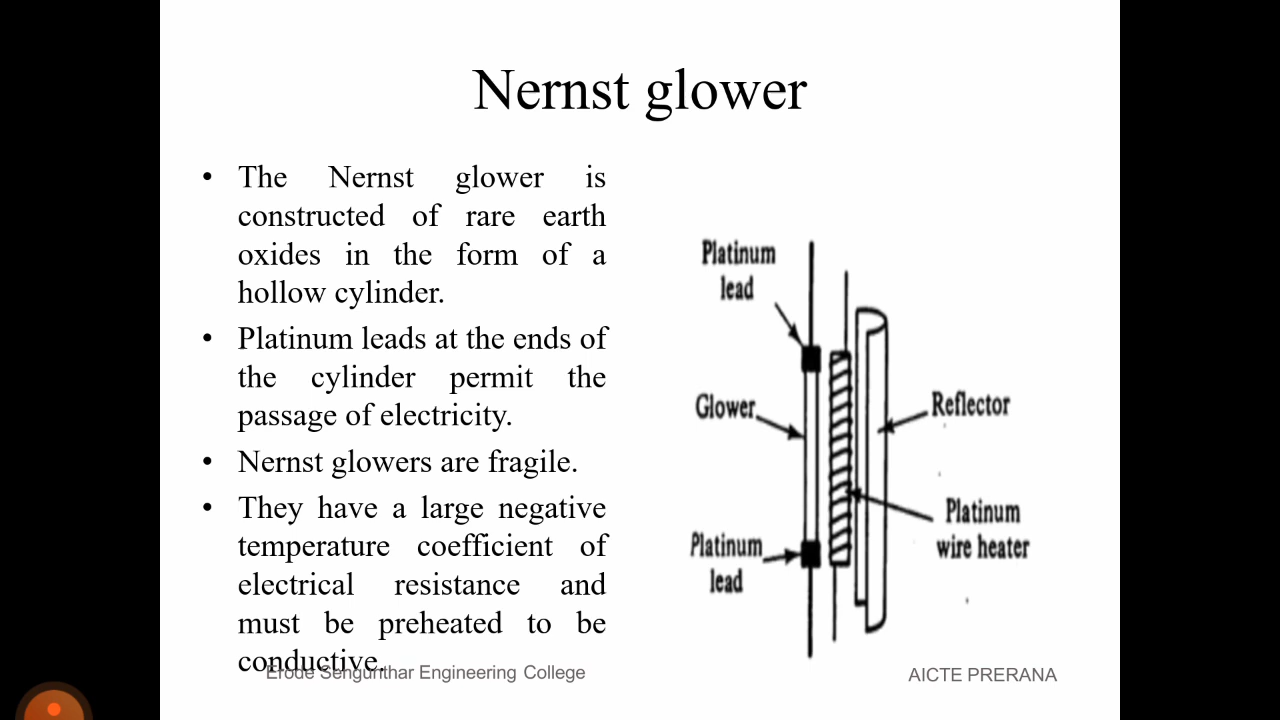 Nernst glower
• The Nernst glower is
constructed of rare earth
oxides in the form of a
hollow cylinder.
• Platinum leads at the ends of
the cylinder permit the
passage of electricity.
• Nernst glowers are fragile.
• They have a large negative
temperature coefficient of
electrical resistance and
must be preheated to be
conductive.
Platinum
lead
Glower
Platinum
lead
Reflector
Platinum
wire heater
Erode Sengunthar Engineering College
AICTE PRERANA